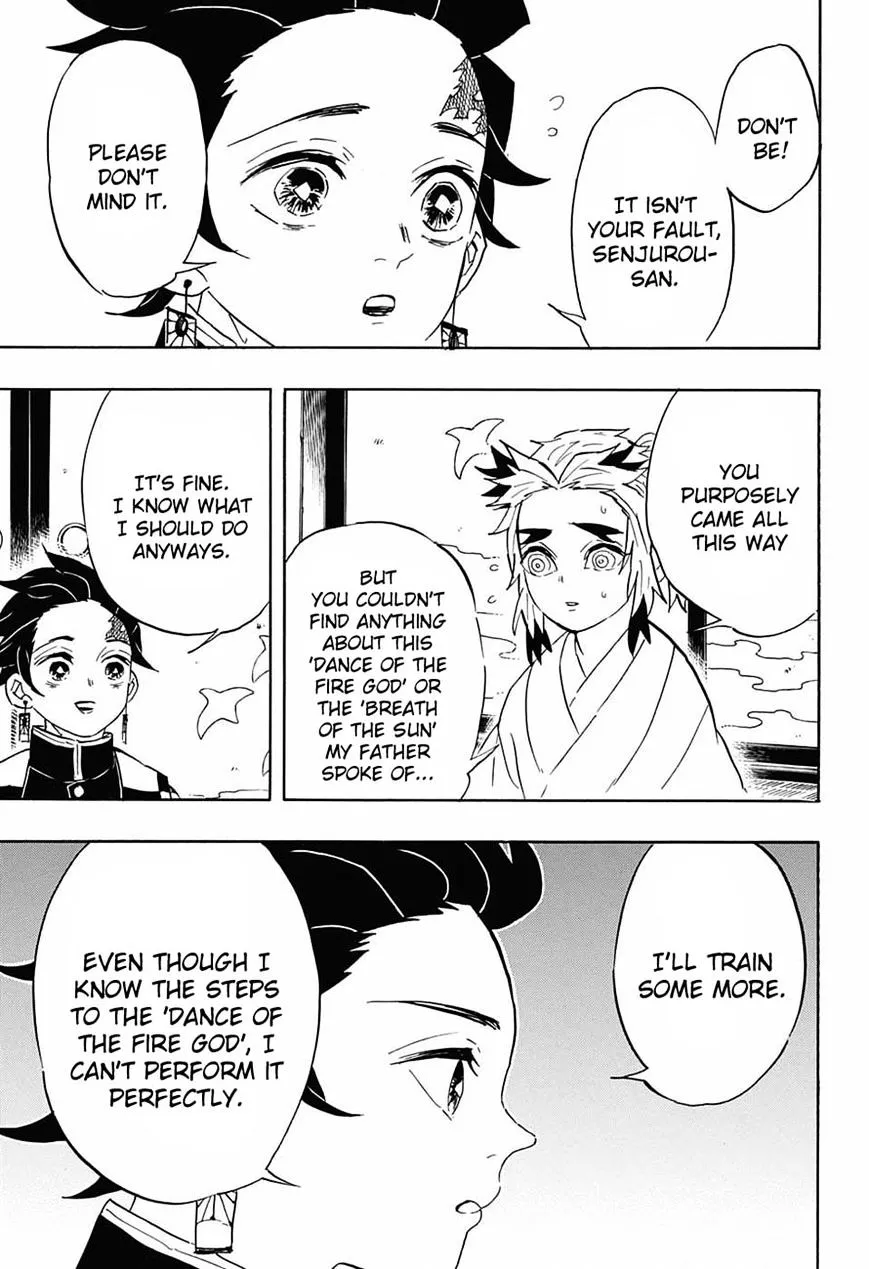 DON'T
BE!
IT ISN'T
YOUR FAULT,
SENJUROU-
SAN.
PLEASE
DON'T
MIND IT.
YOU
PURPOSELY
CAME ALL
THIS WAY
BUT
YOU COULDN'T
FIND ANYTHING
ABOUT THIS
'DANCE OF THE
FIRE GOD' OR
THE 'BREATH
OF THE SUN'
MY FATHER
SPOKE OF...
IT'S FINE.
I KNOW WHAT
I SHOULD DO
ANYWAYS.
I'LL TRAIN
SOME MORE.
EVEN THOUGH I
KNOW THE STEPS
TO THE 'DANCE OF
THE FIRE GOD', I
CAN'T PERFORM IT
PERFECTLY.